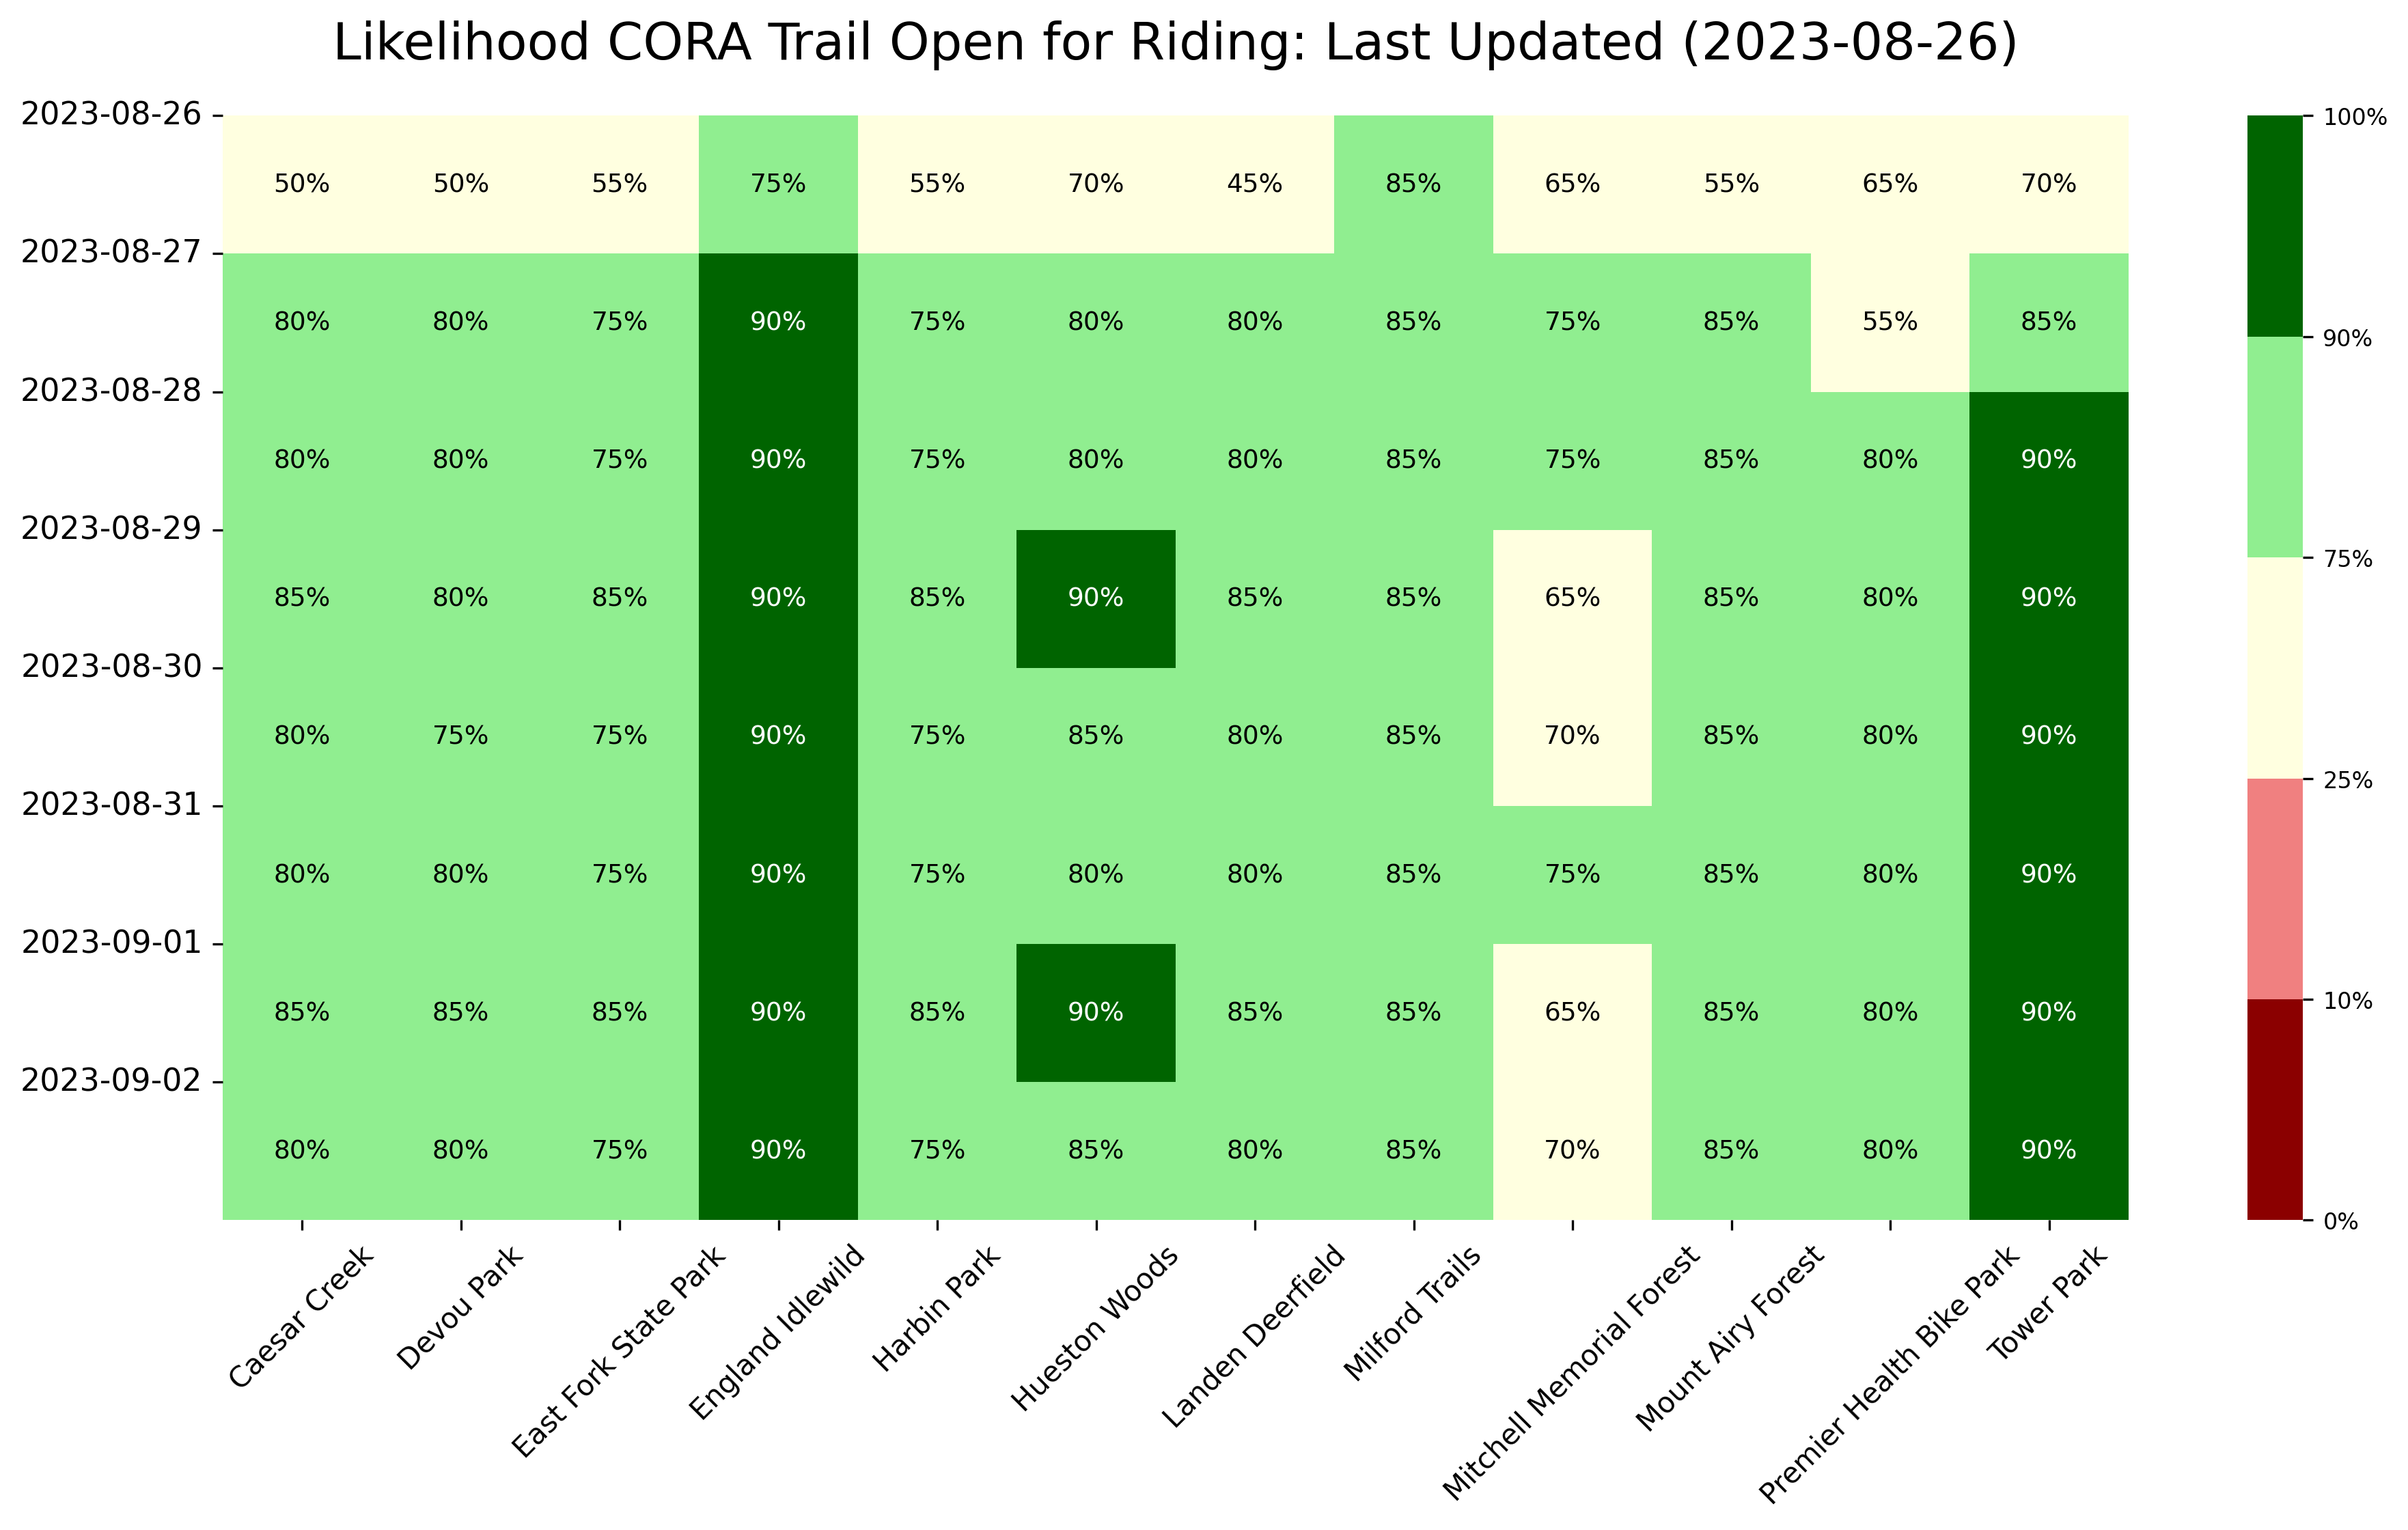 Likelihood CORA Trail Open for Riding: Last Updated (2023-08-26)
2023-08-26
50% 50% 55% 75% 55% 70% 45% 85% 65% 55% 65% 70%
2023-08-27
80% 80% 75% 90% 75% 80% 80% 85% 75% 85% 55% 85%
2023-08-28
80% 80% 75% 90% 75% 80% 80% 85% 75% 85% 80% 90%
2023-08-29
85% 80% 85% 90% 85% 90% 85% 85% 65% 85% 80% 90%
2023-08-30
80% 75% 75% 90% 75% 85% 80% 85% 70% 85% 80% 90%
2023-08-31
80% 80% 75% 90% 75% 80% 80% 85% 75% 85% 80% 90%
2023-09-01
85% 85% 85% 90% 85% 90% 85% 85% 65% 85% 80% 90%
2023-09-02
80% 80% 75% 90% 75% 85% 80% 85% 70% 85% 80% 90%
Caesar Creek
Devou Park
East Fork State Park
England Idlewild
Harbin Park
Hueston Woods
Landen Deerfield
Milford Trails
Mitchell Memorial Forest
Mount Airy Forest
Premier Health Bike Park
Tower Park
100%
90%
75%
25%
10%
0%